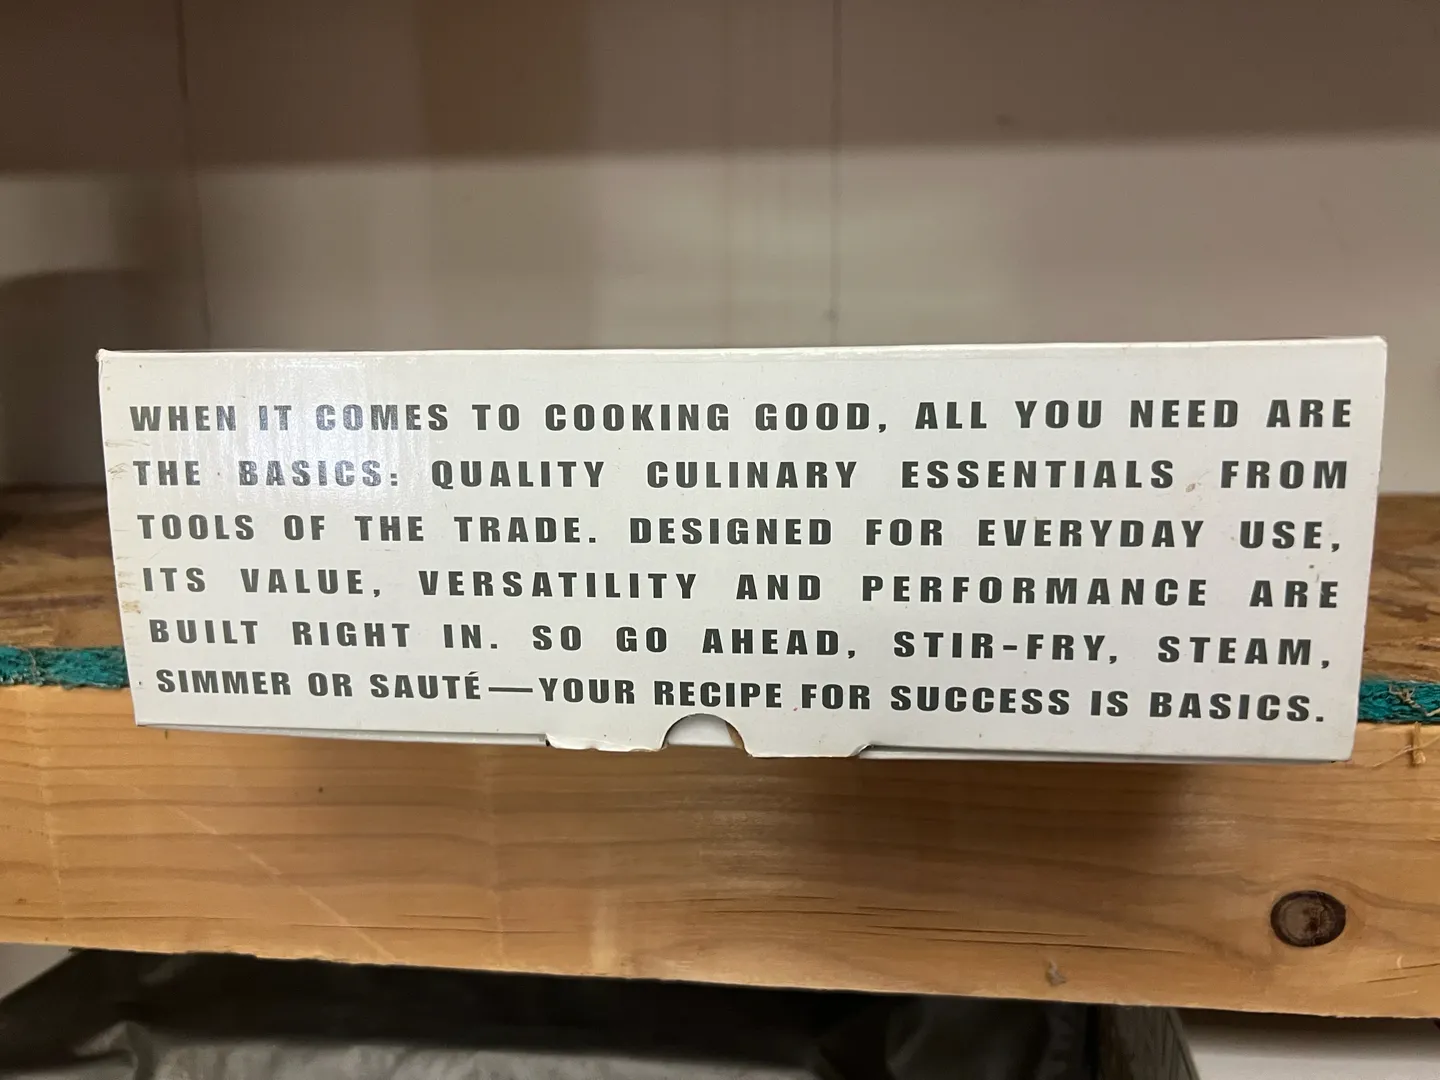 WHEN IT COMES TO COOKING GOOD, ALL YOU NEED ARE
THE BASICS: QUALITY CULINARY ESSENTIALS FROM
TOOLS OF THE TRADE. DESIGNED FOR EVERYDAY USE,
ITS VALUE, VERSATILITY AND PERFORMANCE ARE
BUILT RIGHT IN. SO GO AHEAD, STIR-FRY, STEAM,
SIMMER OR SAUTÉ—YOUR RECIPE FOR SUCCESS IS BASICS.